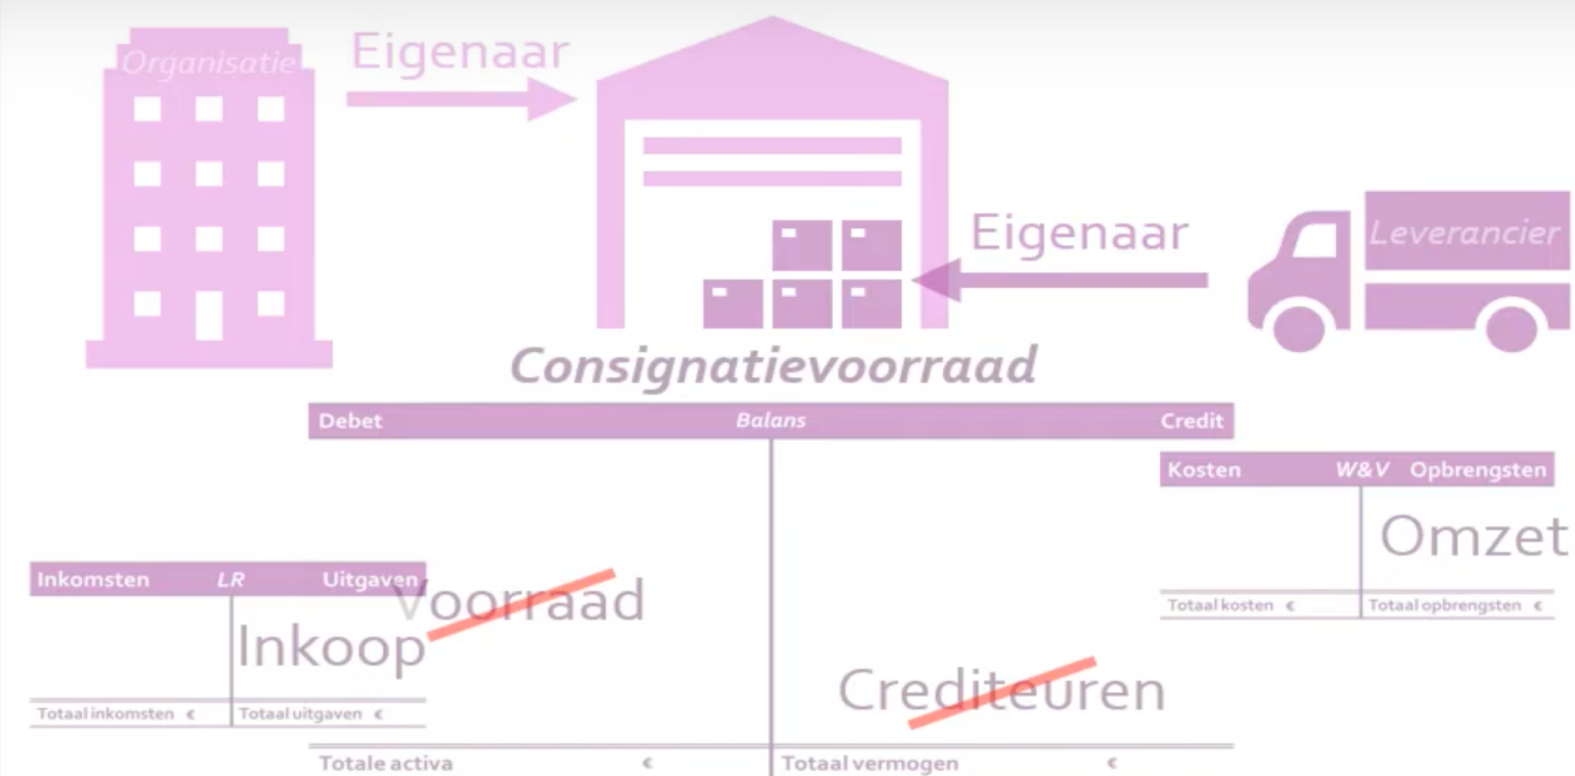 Organisatie
Eigenaar
Eigenaar
Leverancier
Consignatievoorraad
Debet Balans Credit
Kosten W&V Opbrengsten
Omzet
Totaal kosten € Totaal opbrengsten €
Inkomsten LR Uitgaven
Voorraad
Inkoop
Crediteuren
Totaal inkomsten € Totaal uitgaven €
Totale activa € Totaal vermogen €